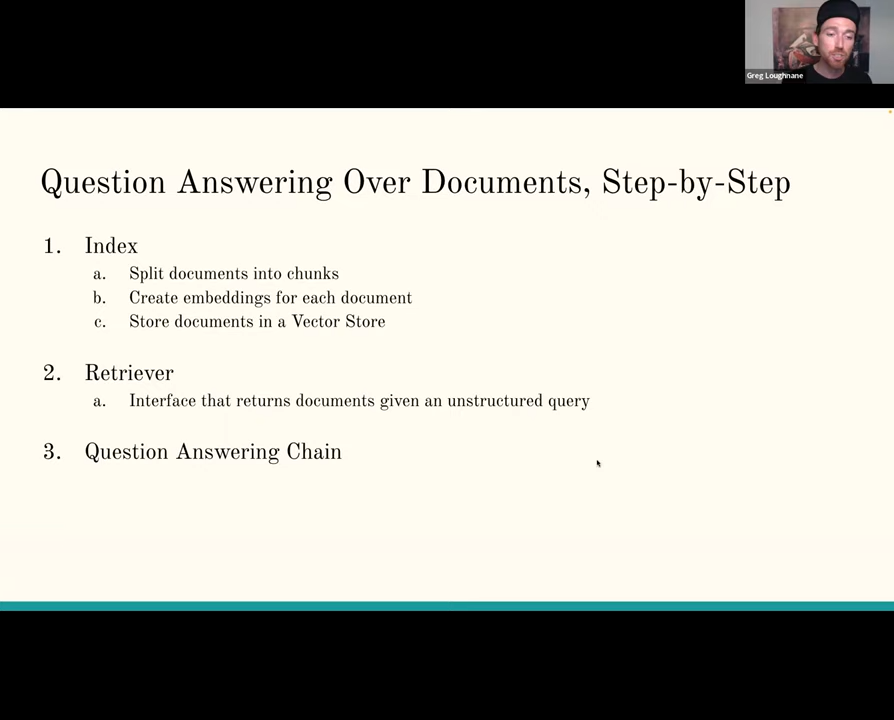 Greg Loughnane
Question Answering Over Documents, Step-by-Step
1. Index
a. Split documents into chunks
b. Create embeddings for each document
c. Store documents in a Vector Store
2. Retriever
a. Interface that returns documents given an unstructured query
3. Question Answering Chain